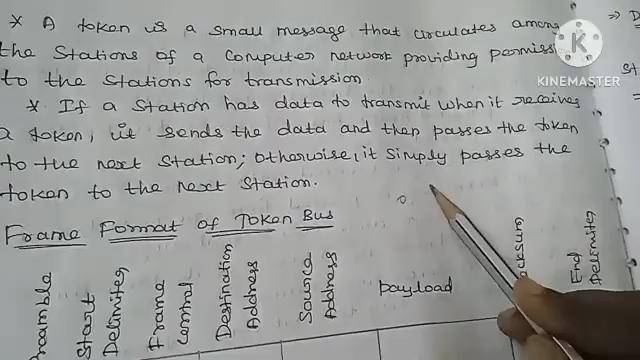 * A token is a small message that circulates among
the Stations of a Computer network providing permissi
to the Stations for transmission
* If a Station has data to transmit when it receives
a token, it sends the data and then passes the token
to the next Station; otherwise, it simply passes the
token to the next Station.
Frame Format of Token Bus
Preamble
Start Delimiter
Frame Control
Destination Address
Source Address
Payload
cksum
End Delimiter
KINEMASTER